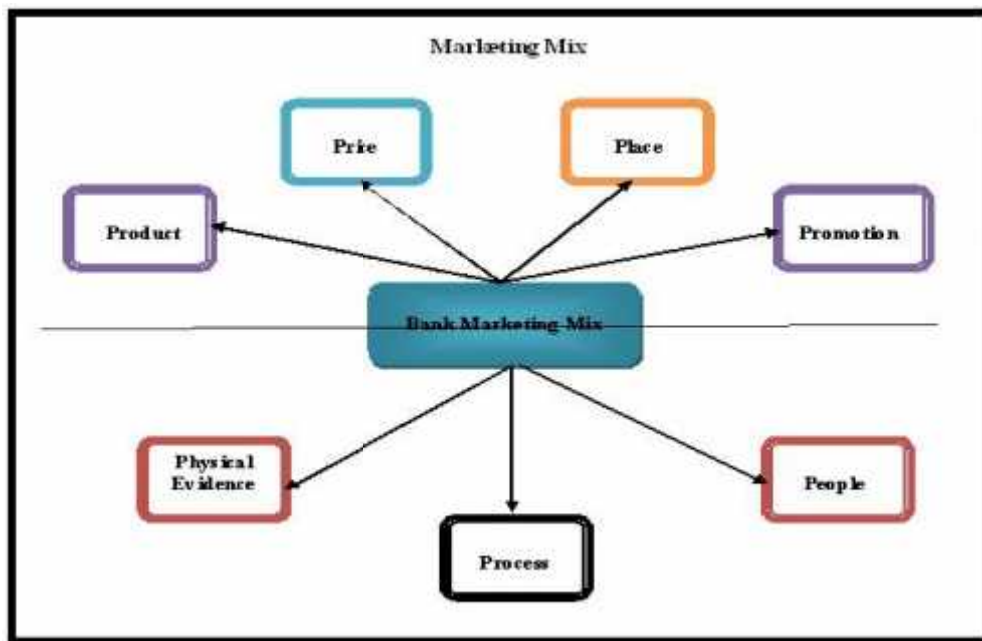 Marketing Mix
Price
Place
Product
Promotion
Bank Marketing Mix
Physical
Evidence
People
Process